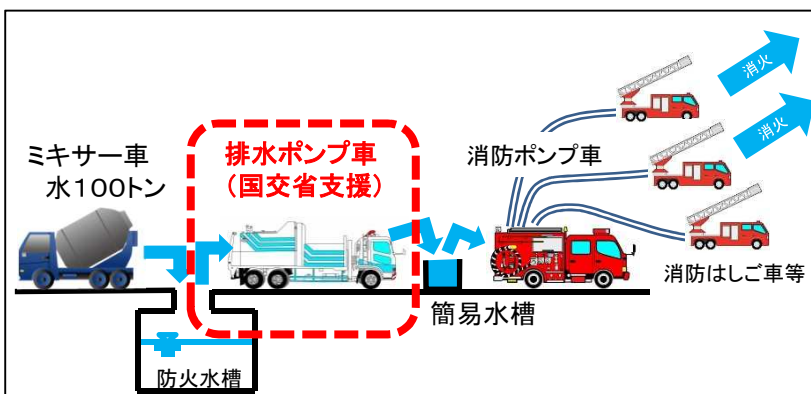 消火
消火
ミキサー車
水100トン
排水ポンプ車
(国交省支援)
消防ポンプ車
消防はしご車等
簡易水槽
防火水槽